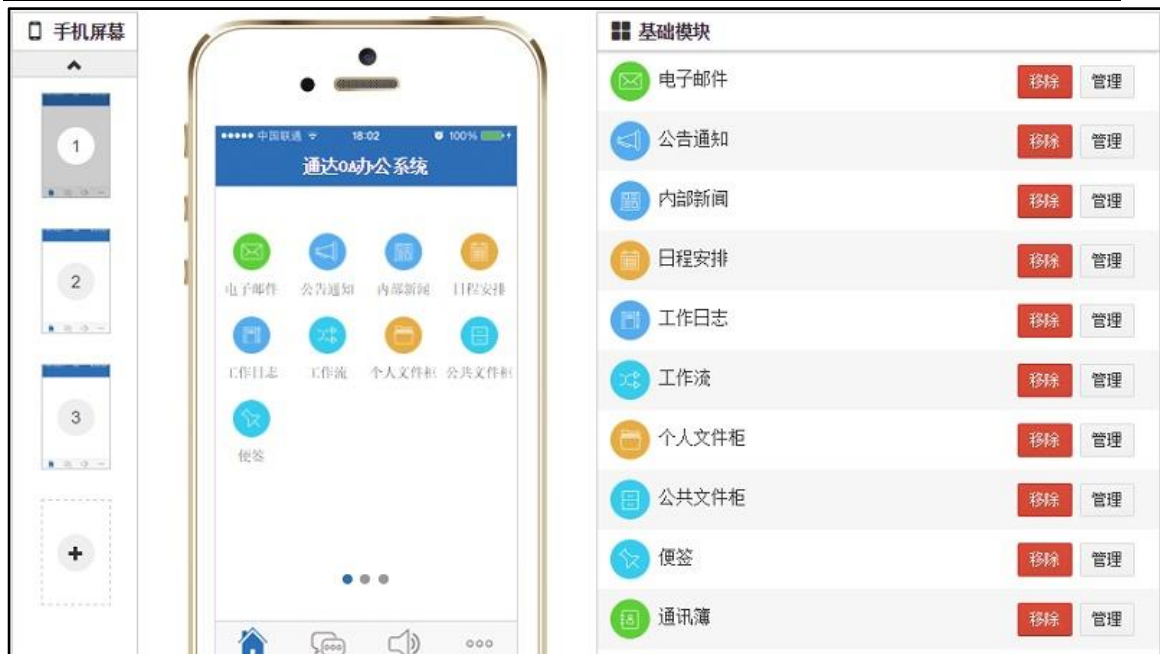 手机屏幕
1
2
3
+
中国联通 18:02 100%
通达OA办公系统
电子邮件 公告通知 内部新闻 日程安排
工作日志 工作流 个人文件柜 公共文件柜
便签
基础模块
电子邮件 移除 管理
公告通知 移除 管理
内部新闻 移除 管理
日程安排 移除 管理
工作日志 移除 管理
工作流 移除 管理
个人文件柜 移除 管理
公共文件柜 移除 管理
便签 移除 管理
通讯簿 移除 管理